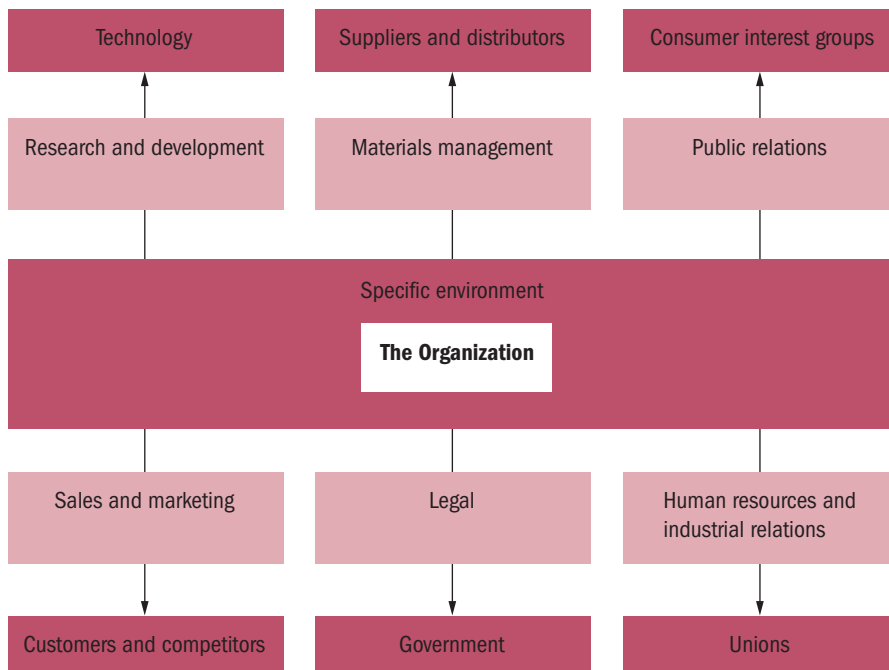 Technology
Suppliers and distributors
Consumer interest groups
Research and development
Materials management
Public relations
Specific environment
The Organization
Sales and marketing
Legal
Human resources and
industrial relations
Customers and competitors
Government
Unions